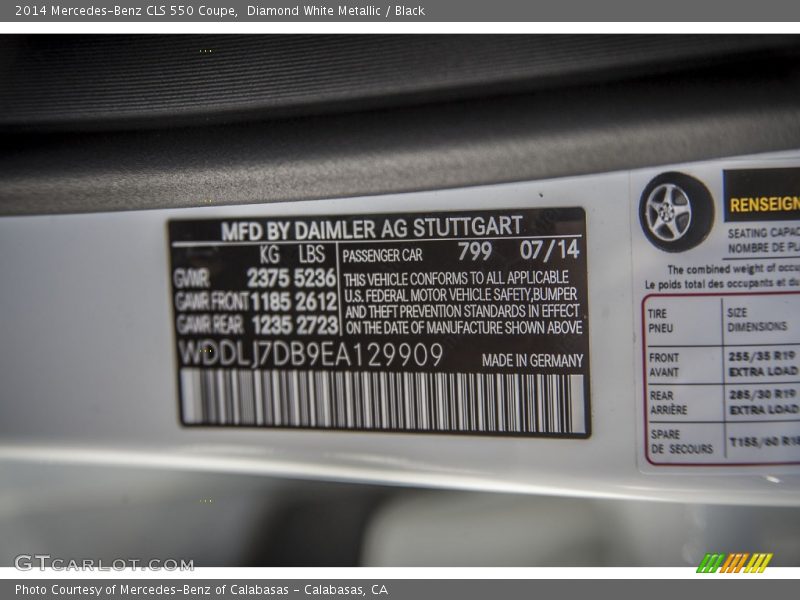 2014 Mercedes-Benz CLS 550 Coupe, Diamond White Metallic / Black
MFD BY DAIMLER AG STUTTGART
KG LBS PASSENGER CAR 799 07/14
GVWR 2375 5236
GAWR FRONT 1185 2612
GAWR REAR 1235 2723
THIS VEHICLE CONFORMS TO ALL APPLICABLE
U.S. FEDERAL MOTOR VEHICLE SAFETY,BUMPER
AND THEFT PREVENTION STANDARDS IN EFFECT
ON THE DATE OF MANUFACTURE SHOWN ABOVE
WDDLJ7DB9EA129909 MADE IN GERMANY
RENSEIGN
SEATING CAPAC
NOMBRE DE PL
The combined weight of occu
Le poids total des occupants et du
TIRE SIZE
PNEU DIMENSIONS
FRONT 255/35 R19
AVANT EXTRA LOAD
REAR 285/30 R19
ARRIÈRE EXTRA LOAD
SPARE T155/60 R18
DE SECOURS
GTCARLOT.COM
Photo Courtesy of Mercedes-Benz of Calabasas - Calabasas, CA